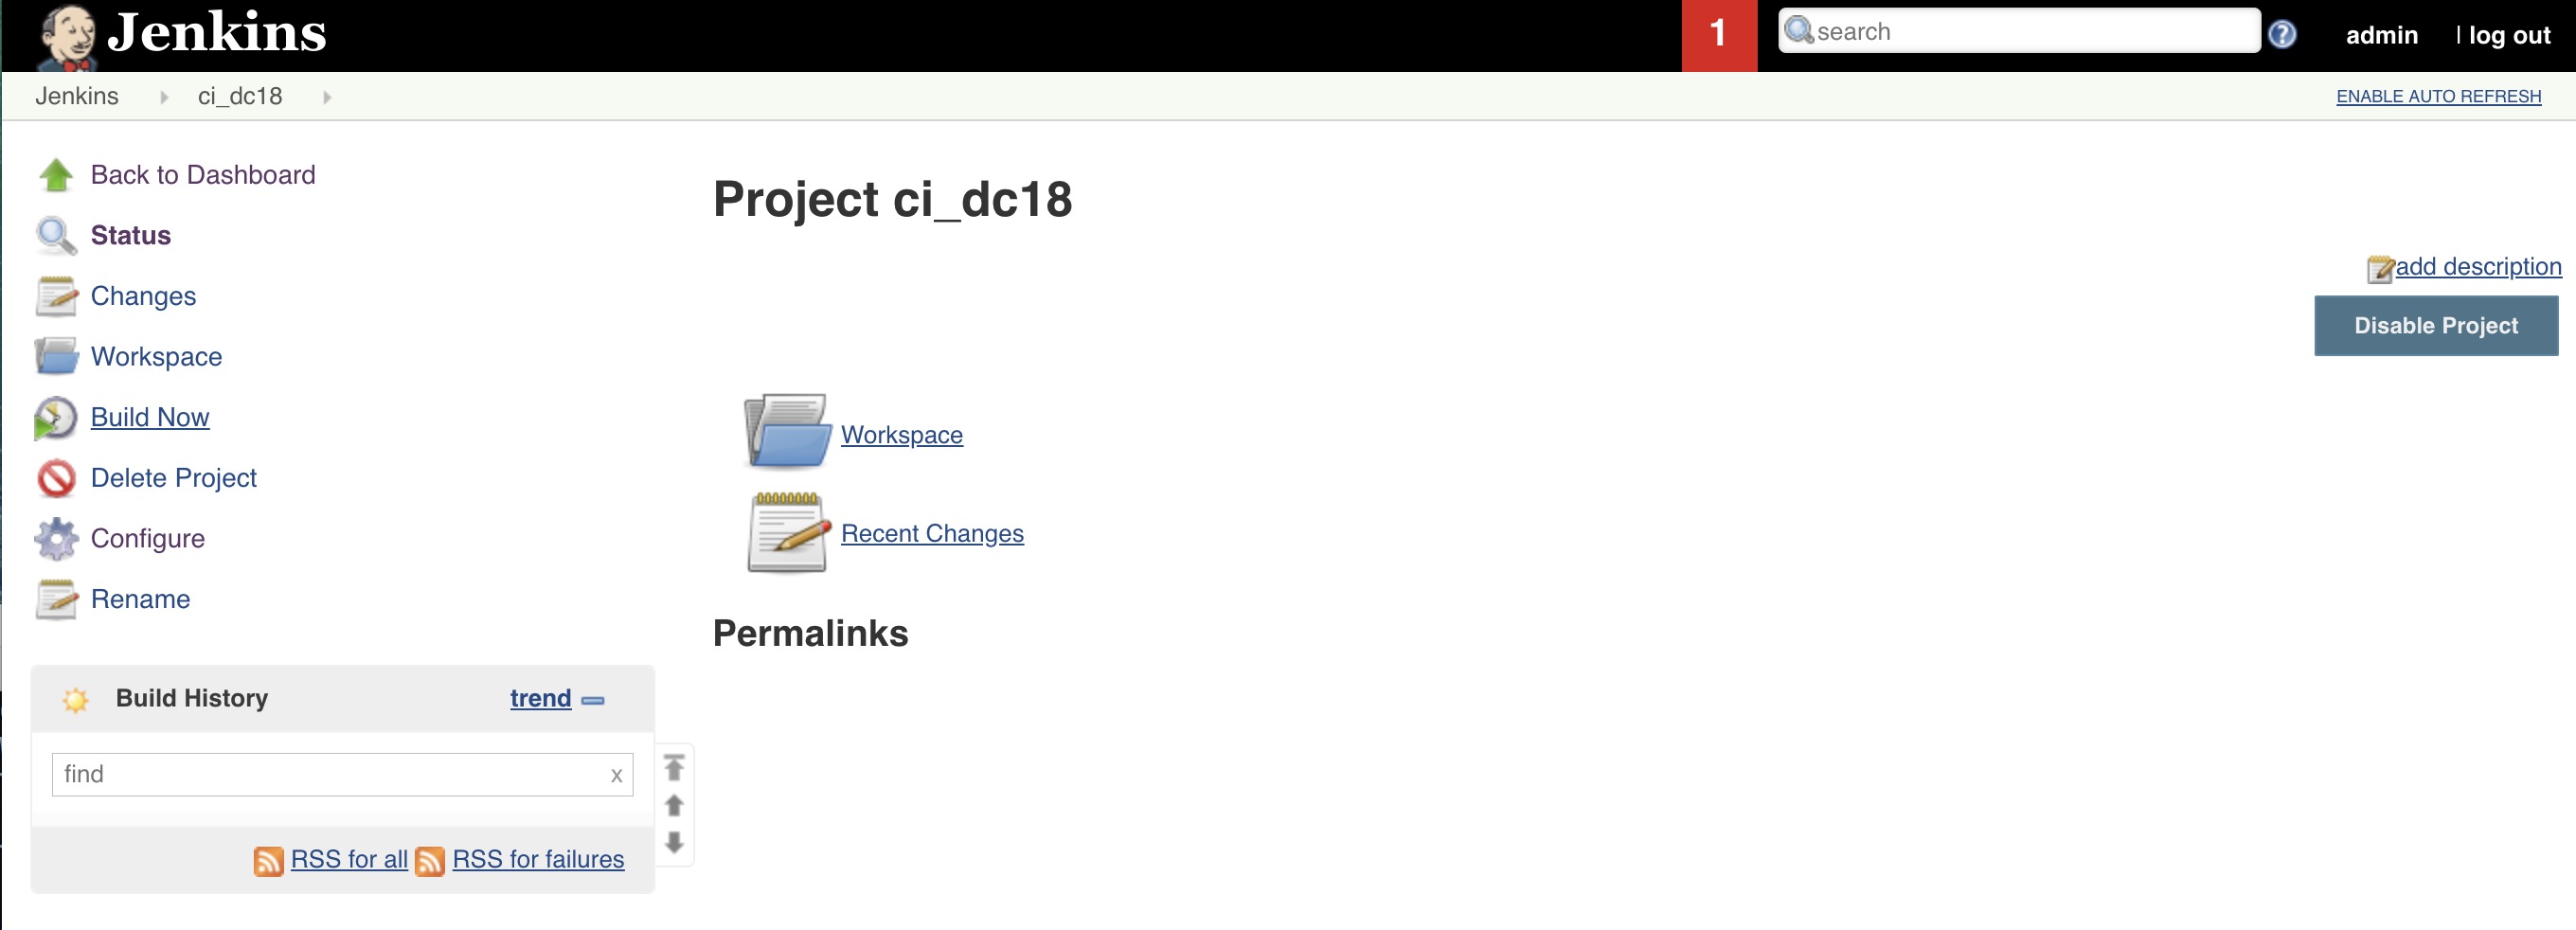 Jenkins
1
search
?
admin
| log out
Jenkins
ci_dc18
ENABLE AUTO REFRESH
Back to Dashboard
Status
Changes
Workspace
Build Now
Delete Project
Configure
Rename
Build History
trend
find
x
RSS for all
RSS for failures
Project ci_dc18
add description
Disable Project
Workspace
Recent Changes
Permalinks